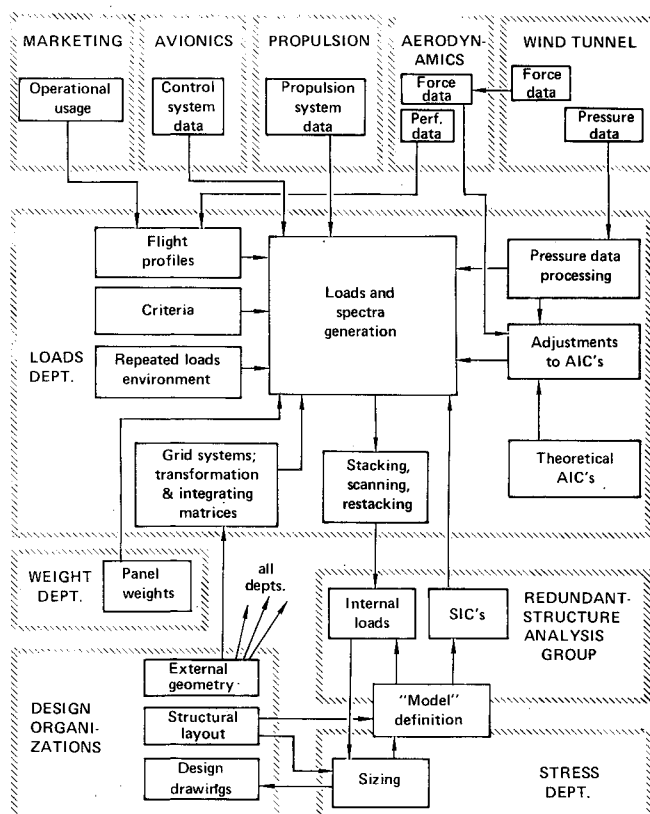 MARKETING
AVIONICS
PROPULSION
AERODYN-
AMICS
WIND TUNNEL
Operational
usage
Control
system
data
Propulsion
system
data
Force
data
Perf.
data
Force
data
Pressure
data
LOADS
DEPT.
Flight
profiles
Criteria
Repeated loads
environment
Loads and
spectra
generation
Pressure data
processing
Adjustments
to AIC's
Theoretical
AIC's
Grid systems;
transformation
& integrating
matrices
Stacking,
scanning,
restacking
WEIGHT
DEPT.
Panel
weights
all
depts.
Internal
loads
SIC's
REDUNDANT-
STRUCTURE
ANALYSIS
GROUP
"Model"
definition
DESIGN
ORGANI-
ZATIONS
External
geometry
Structural
layout
Design
drawings
Sizing
STRESS
DEPT.